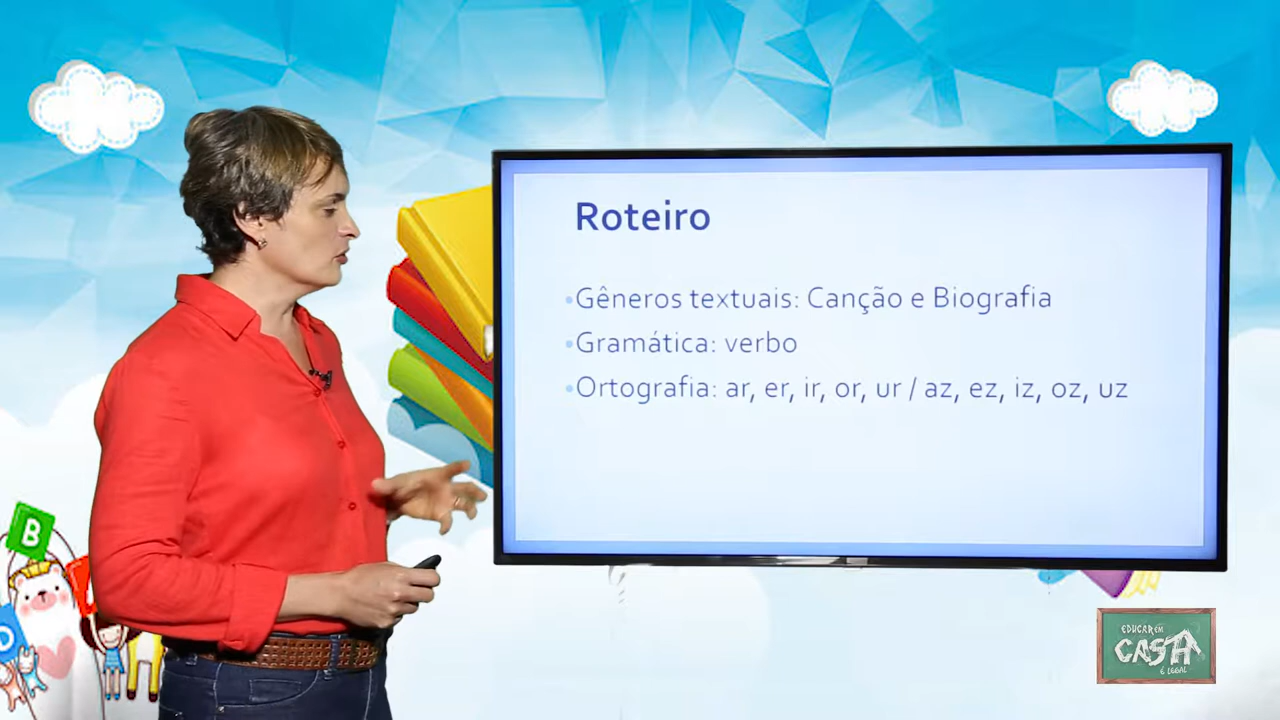 Roteiro
•Gêneros textuais: Canção e Biografia
•Gramática: verbo
•Ortografia: ar, er, ir, or, ur / az, ez, iz, oz, uz
B
EDUCAR EM
CASA
É LEGAL